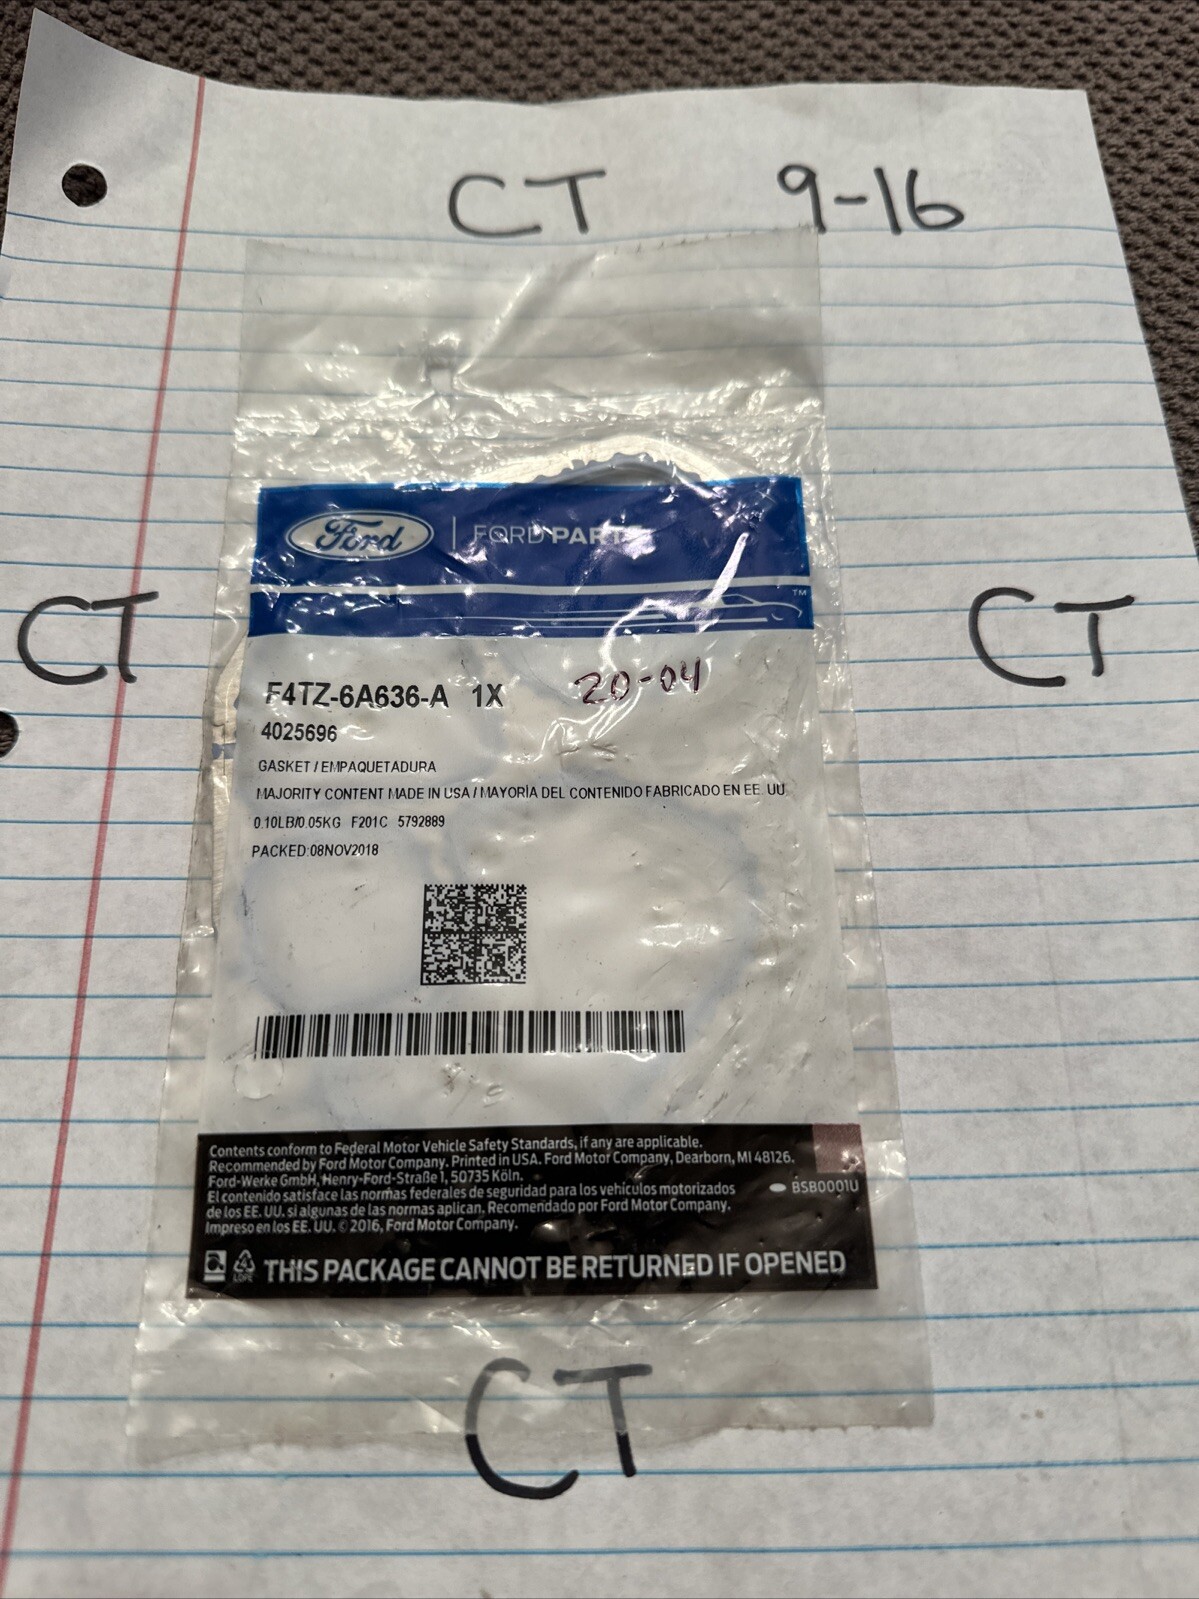 CT 9-16
Ford FORD PARTS
TM
CT
CT
F4TZ-6A636-A 1X 20-04
4025696
GASKET / EMPAQUETADURA
MAJORITY CONTENT MADE IN USA / MAYORÍA DEL CONTENIDO FABRICADO EN EE. UU
0.10LB/0.05KG F201C 5792889
PACKED:08NOV2018
Contents conform to Federal Motor Vehicle Safety Standards, if any are applicable.
Recommended by Ford Motor Company. Printed in USA. Ford Motor Company, Dearborn, MI 48126.
Ford-Werke GmbH, Henry-Ford-Straße 1, 50735 Köln.
El contenido satisface las normas federales de seguridad para los vehículos motorizados
de los EE. UU. si algunas de las normas aplican. Recomendado por Ford Motor Company.
Impreso en los EE. UU. © 2016, Ford Motor Company.
BSB0001U
4
LDPE
THIS PACKAGE CANNOT BE RETURNED IF OPENED
CT